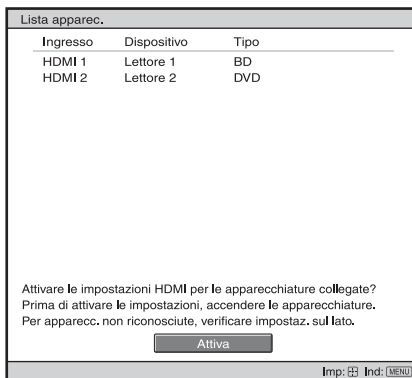 Lista apparec.
Ingresso Dispositivo Tipo
HDMI 1 Lettore 1 BD
HDMI 2 Lettore 2 DVD
Attivare le impostazioni HDMI per le apparecchiature collegate?
Prima di attivare le impostazioni, accendere le apparecchiature.
Per apparecc. non riconosciute, verificare impostaz. sul lato.
Attiva
Imp: Ind: MENU